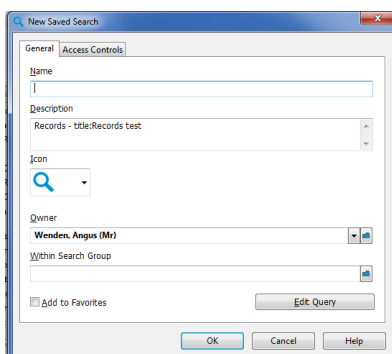 New Saved Search
General Access Controls
Name
Description
Records - title:Records test
Icon
Owner
Wenden, Angus (Mr)
Within Search Group
Add to Favorites Edit Query
OK Cancel Help